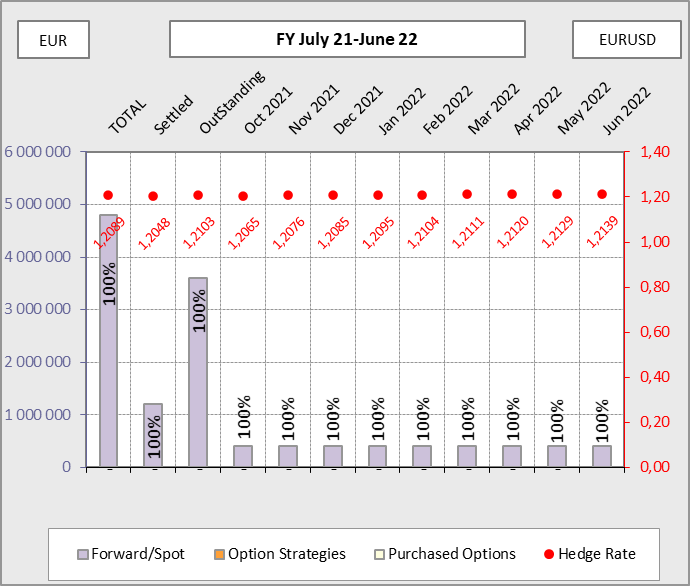 EUR
FY July 21-June 22
EURUSD
TOTAL
Settled
OutStanding
Oct 2021
Nov 2021
Dec 2021
Jan 2022
Feb 2022
Mar 2022
Apr 2022
May 2022
Jun 2022
6 000 000
5 000 000
4 000 000
3 000 000
2 000 000
1 000 000
0
1,40
1,20
1,00
0,80
0,60
0,40
0,20
0,00
1,2089
1,2048
1,2103
1,2065
1,2076
1,2085
1,2095
1,2104
1,2111
1,2120
1,2129
1,2139
100%
100%
100%
100%
100%
100%
100%
100%
100%
100%
100%
100%
Forward/Spot
Option Strategies
Purchased Options
Hedge Rate